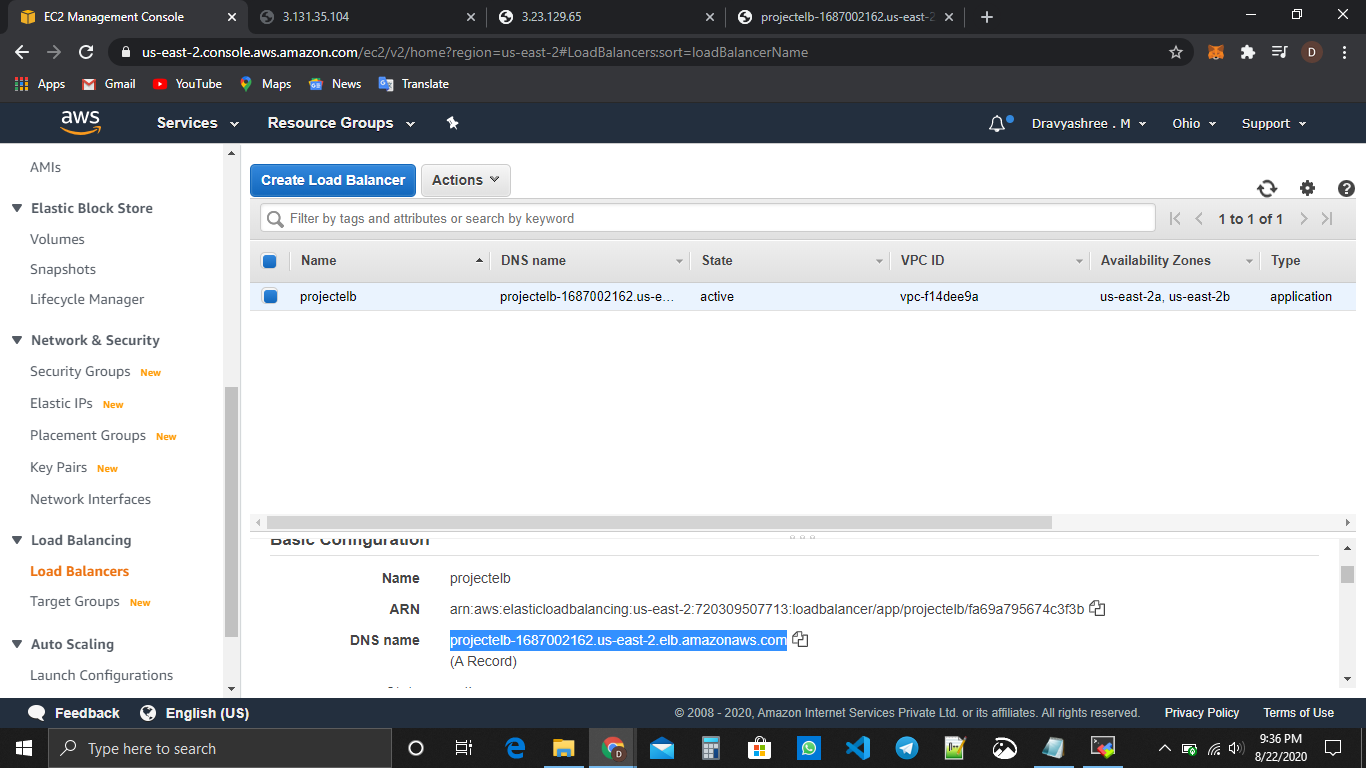 EC2 Management Console
3.131.35.104
3.23.129.65
projectelb-1687002162.us-east-2
us-east-2.console.aws.amazon.com/ec2/v2/home?region=us-east-2#LoadBalancers:sort=loadBalancerName
D
Apps Gmail YouTube Maps News Translate
aws Services Resource Groups Dravyashree . M Ohio Support
AMIs
Elastic Block Store
Volumes
Snapshots
Lifecycle Manager
Network & Security
Security Groups New
Elastic IPs New
Placement Groups New
Key Pairs New
Network Interfaces
Load Balancing
Load Balancers
Target Groups New
Auto Scaling
Launch Configurations
Create Load Balancer Actions
Filter by tags and attributes or search by keyword
1 to 1 of 1
Name DNS name State VPC ID Availability Zones Type
projectelb projectelb-1687002162.us-e... active vpc-f14dee9a us-east-2a, us-east-2b application
Basic Configuration
Name projectelb
ARN arn:aws:elasticloadbalancing:us-east-2:720309507713:loadbalancer/app/projectelb/fa69a795674c3f3b
DNS name projectelb-1687002162.us-east-2.elb.amazonaws.com
(A Record)
Feedback English (US) © 2008 - 2020, Amazon Internet Services Private Ltd. or its affiliates. All rights reserved. Privacy Policy Terms of Use
Type here to search
9:36 PM
8/22/2020